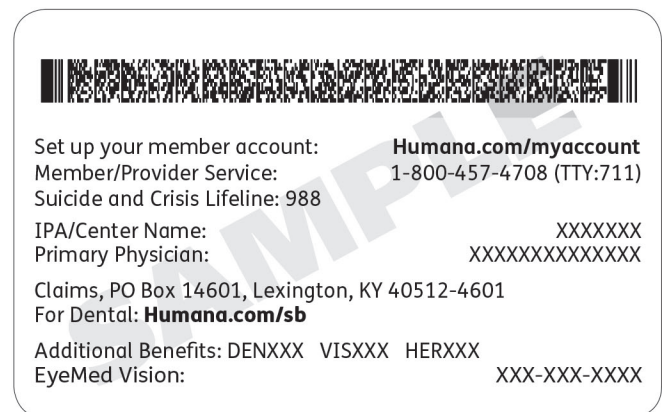 SAMPLE
Set up your member account: Humana.com/myaccount
Member/Provider Service: 1-800-457-4708 (TTY:711)
Suicide and Crisis Lifeline: 988
IPA/Center Name: XXXXXXX
Primary Physician: XXXXXXXXXXXXXX
Claims, PO Box 14601, Lexington, KY 40512-4601
For Dental: Humana.com/sb
Additional Benefits: DENXXX VISXXX HERXXX
EyeMed Vision: XXX-XXX-XXXX